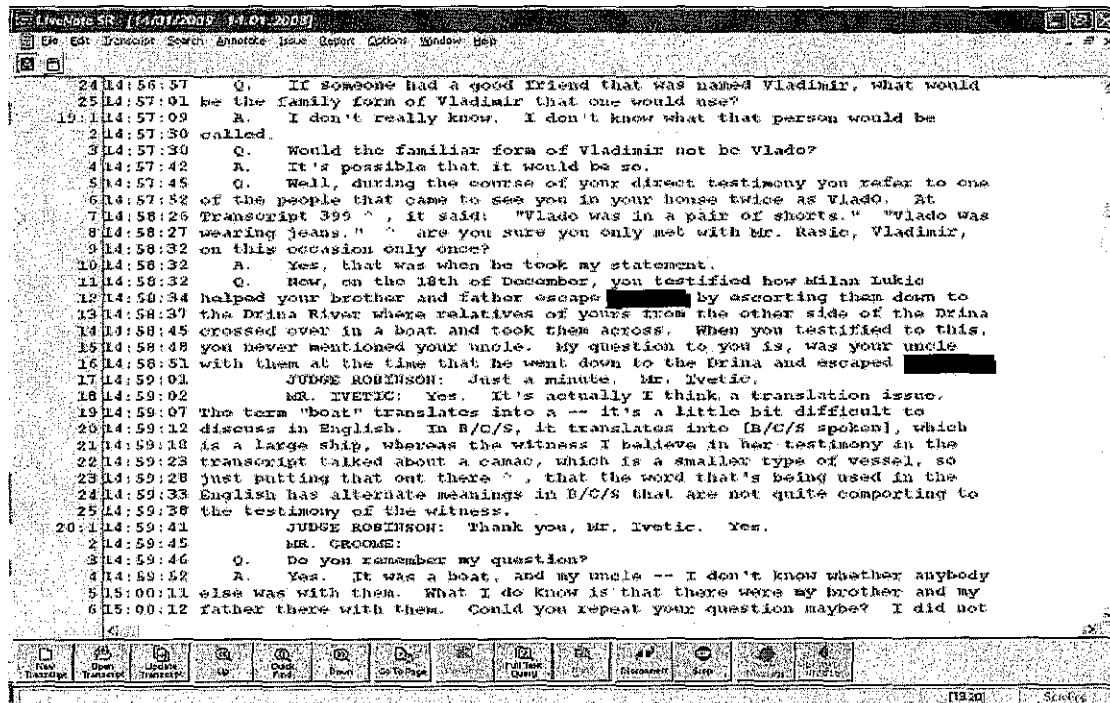 LiveNote SR - [14/01/2009 14.01.2008]
File Edit Transcript Search Annotate Issue Report Options Window Help
24 14:56:57 Q. If someone had a good friend that was named Vladimir, what would
25 14:57:01 be the family form of Vladimir that one would use?
19:1 14:57:09 A. I don't really know. I don't know what that person would be
2 14:57:30 called.
3 14:57:30 Q. Would the familiar form of Vladimir not be Vlado?
4 14:57:42 A. It's possible that it would be so.
5 14:57:45 Q. Well, during the course of your direct testimony you refer to one
6 14:57:52 of the people that came to see you in your house twice as Vlado. At
7 14:58:26 Transcript 399 ^ , it said: "Vlado was in a pair of shorts." "Vlado was
8 14:58:27 wearing jeans." ^ are you sure you only met with Mr. Rasic, Vladimir,
9 14:58:32 on this occasion only once?
10 14:58:32 A. Yes, that was when he took my statement.
11 14:58:32 Q. Now, on the 18th of December, you testified how Milan Lukic
12 14:58:34 helped your brother and father escape by escorting them down to
13 14:58:37 the Drina River where relatives of yours from the other side of the Drina
14 14:58:45 crossed over in a boat and took them across. When you testified to this,
15 14:58:48 you never mentioned your uncle. My question to you is, was your uncle
16 14:58:51 with them at the time that he went down to the Drina and escaped
17 14:59:01 JUDGE ROBINSON: Just a minute. Mr. Ivetic.
18 14:59:02 MR. IVETIC: Yes. It's actually I think a translation issue.
19 14:59:07 The term "boat" translates into a -- it's a little bit difficult to
20 14:59:12 discuss in English. In B/C/S, it translates into [B/C/S spoken], which
21 14:59:18 is a large ship, whereas the witness I believe in her testimony in the
22 14:59:23 transcript talked about a camac, which is a smaller type of vessel, so
23 14:59:28 just putting that out there ^ , that the word that's being used in the
24 14:59:33 English has alternate meanings in B/C/S that are not quite comporting to
25 14:59:38 the testimony of the witness.
20:1 14:59:41 JUDGE ROBINSON: Thank you, Mr. Ivetic. Yes.
2 14:59:45 MR. GROOME:
3 14:59:46 Q. Do you remember my question?
4 14:59:52 A. Yes. It was a boat, and my uncle -- I don't know whether anybody
5 15:00:11 else was with them. What I do know is that there were my brother and my
6 15:00:12 father there with them. Could you repeat your question maybe? I did not
New Transcript Open Transcript Update Transcript Up Quick Find Down Go To Page Full Text Query Disconnect Stop